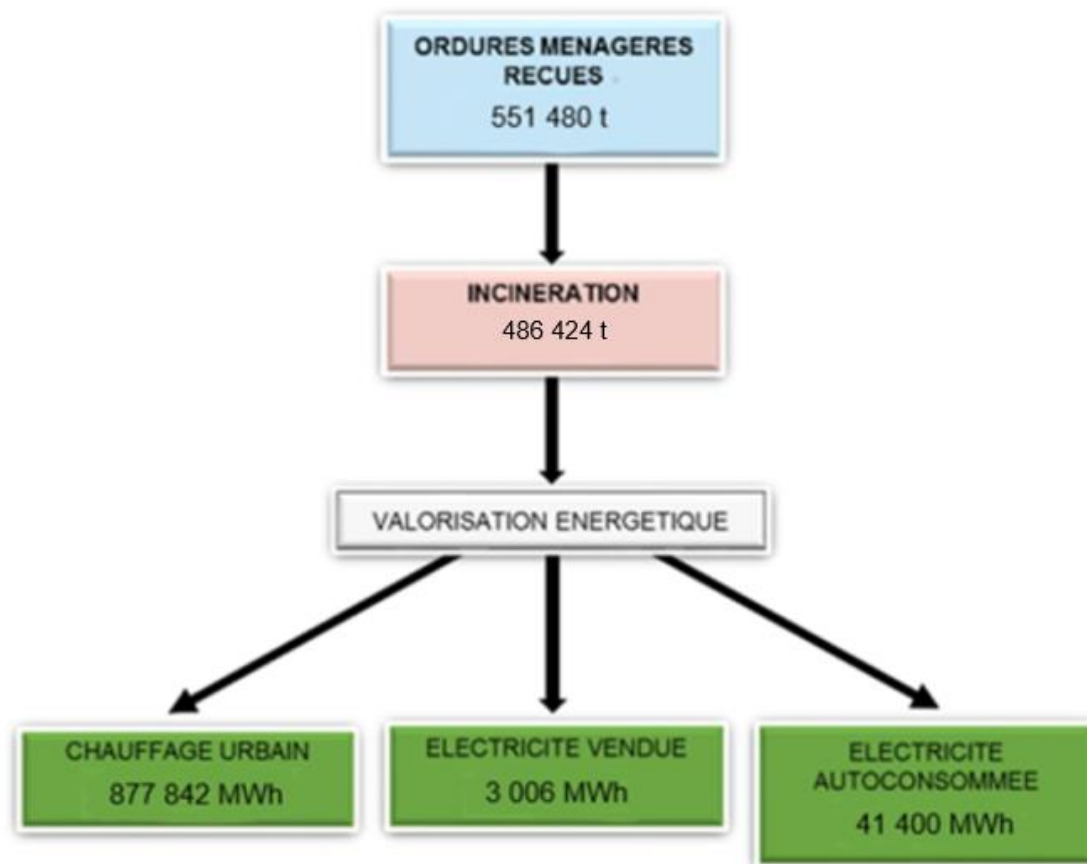 ORDURES MENAGERES
RECUES
551 480 t
INCINERATION
486 424 t
VALORISATION ENERGETIQUE
CHAUFFAGE URBAIN
877 842 MWh
ELECTRICITE VENDUE
3 006 MWh
ELECTRICITE
AUTOCONSOMMEE
41 400 MWh